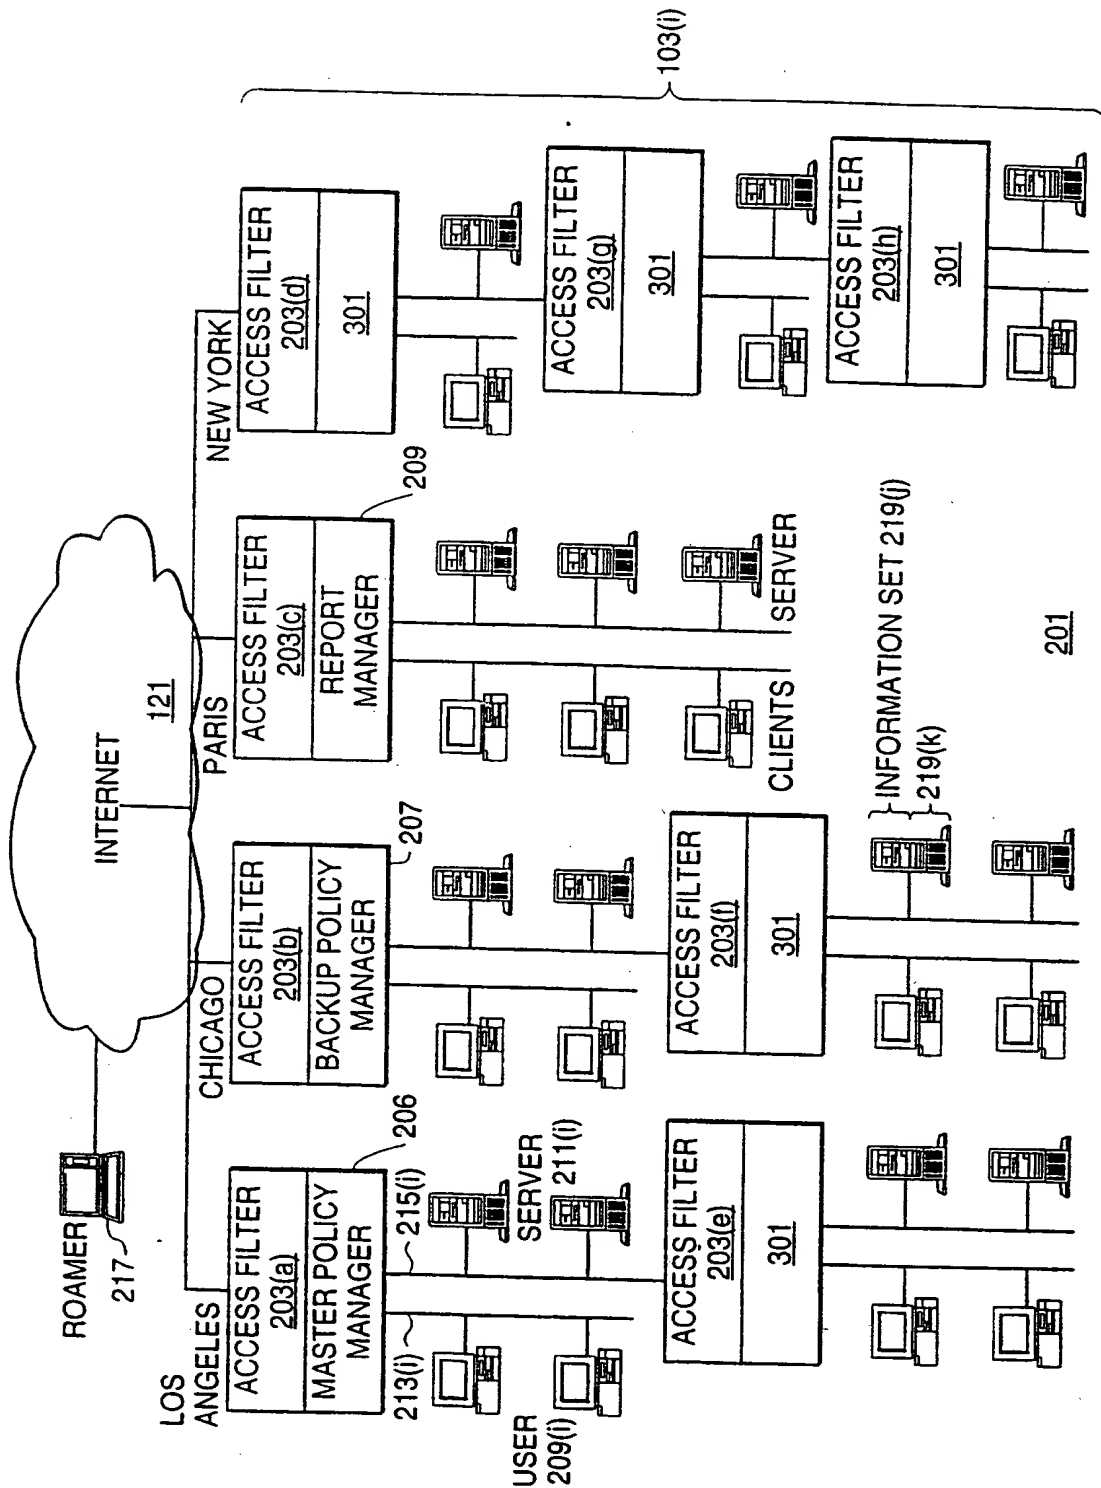 ROAMER
217
INTERNET
121
LOS
ANGELES
CHICAGO
PARIS
NEW YORK
ACCESS FILTER
203(a)
MASTER POLICY
MANAGER
206
213(i)
215(i)
USER
209(i)
SERVER
211(i)
ACCESS FILTER
203(e)
301
ACCESS FILTER
203(b)
BACKUP POLICY
MANAGER
207
ACCESS FILTER
203(f)
301
INFORMATION SET 219(j)
219(k)
ACCESS FILTER
203(c)
REPORT
MANAGER
209
CLIENTS
SERVER
ACCESS FILTER
203(d)
301
ACCESS FILTER
203(g)
301
ACCESS FILTER
203(h)
301
103(i)
201